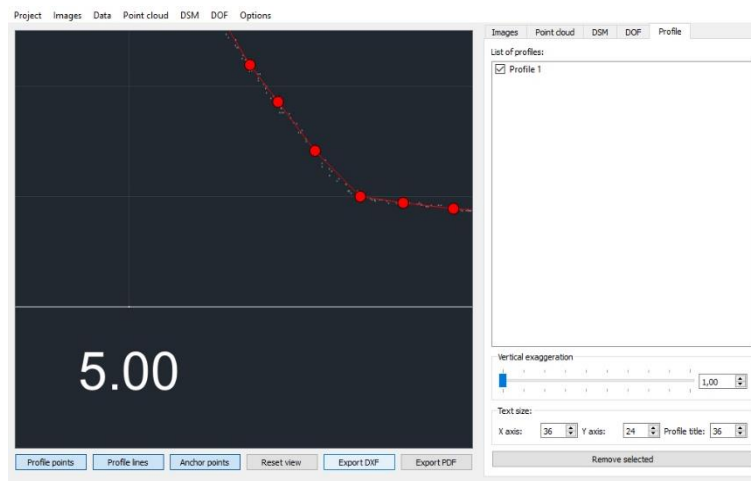 Project Images Data Point cloud DSM DOF Options
Images Point cloud DSM DOF Profile
List of profiles:
Profile 1
5.00
Vertical exaggeration
1,00
Text size:
X axis: 36 Y axis: 24 Profile title: 36
Remove selected
Profile points Profile lines Anchor points Reset view Export DXF Export PDF